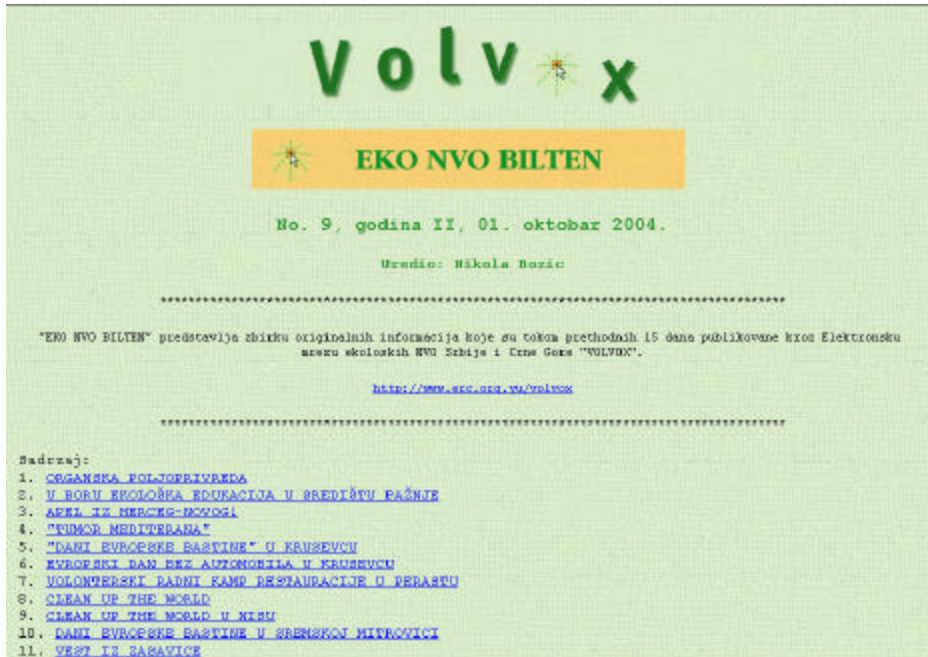 Volvox
EKO NVO BILTEN
No. 9, godina II, 01. oktobar 2004.
Uredio: Nikola Bozic
********************************************************************************
"EKO NVO BILTEN" predstavlja zbirku originalnih informacija koje su tokom prethodnih 15 dana publikovane kroz Elektronsku
mrezu ekoloskih NVO Srbije i Crne Gore "VOLVOX".
http://www.erc.org.yu/volvox
********************************************************************************
Sadrzaj:
1. ORGANSKA POLJOPRIVREDA
2. U BORU EKOLOŠKA EDUKACIJA U SREDIŠTU PAŽNJE
3. APEL IZ HERCEG-NOVOG!
4. "TUMOR MEDITERANA"
5. "DANI EVROPSKE BASTINE" U KRUSEVCU
6. EVROPSKI DAN BEZ AUTOMOBILA U KRUSEVCU
7. VOLONTERSKI RADNI KAMP RESTAURACIJE U PERASTU
8. CLEAN UP THE WORLD
9. CLEAN UP THE WORLD U NISU
10. DANI EVROPSKE BASTINE U SREMSKOJ MITROVICI
11. VEST IZ ZASAVICE